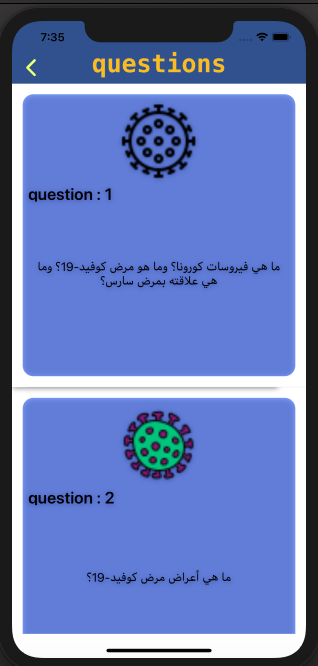 7:35
questions
question : 1
ما هي فيروسات كورونا؟ وما هو مرض كوفيد-19؟ وما
هي علاقته بمرض سارس؟
question : 2
ما هي أعراض مرض كوفيد-19؟